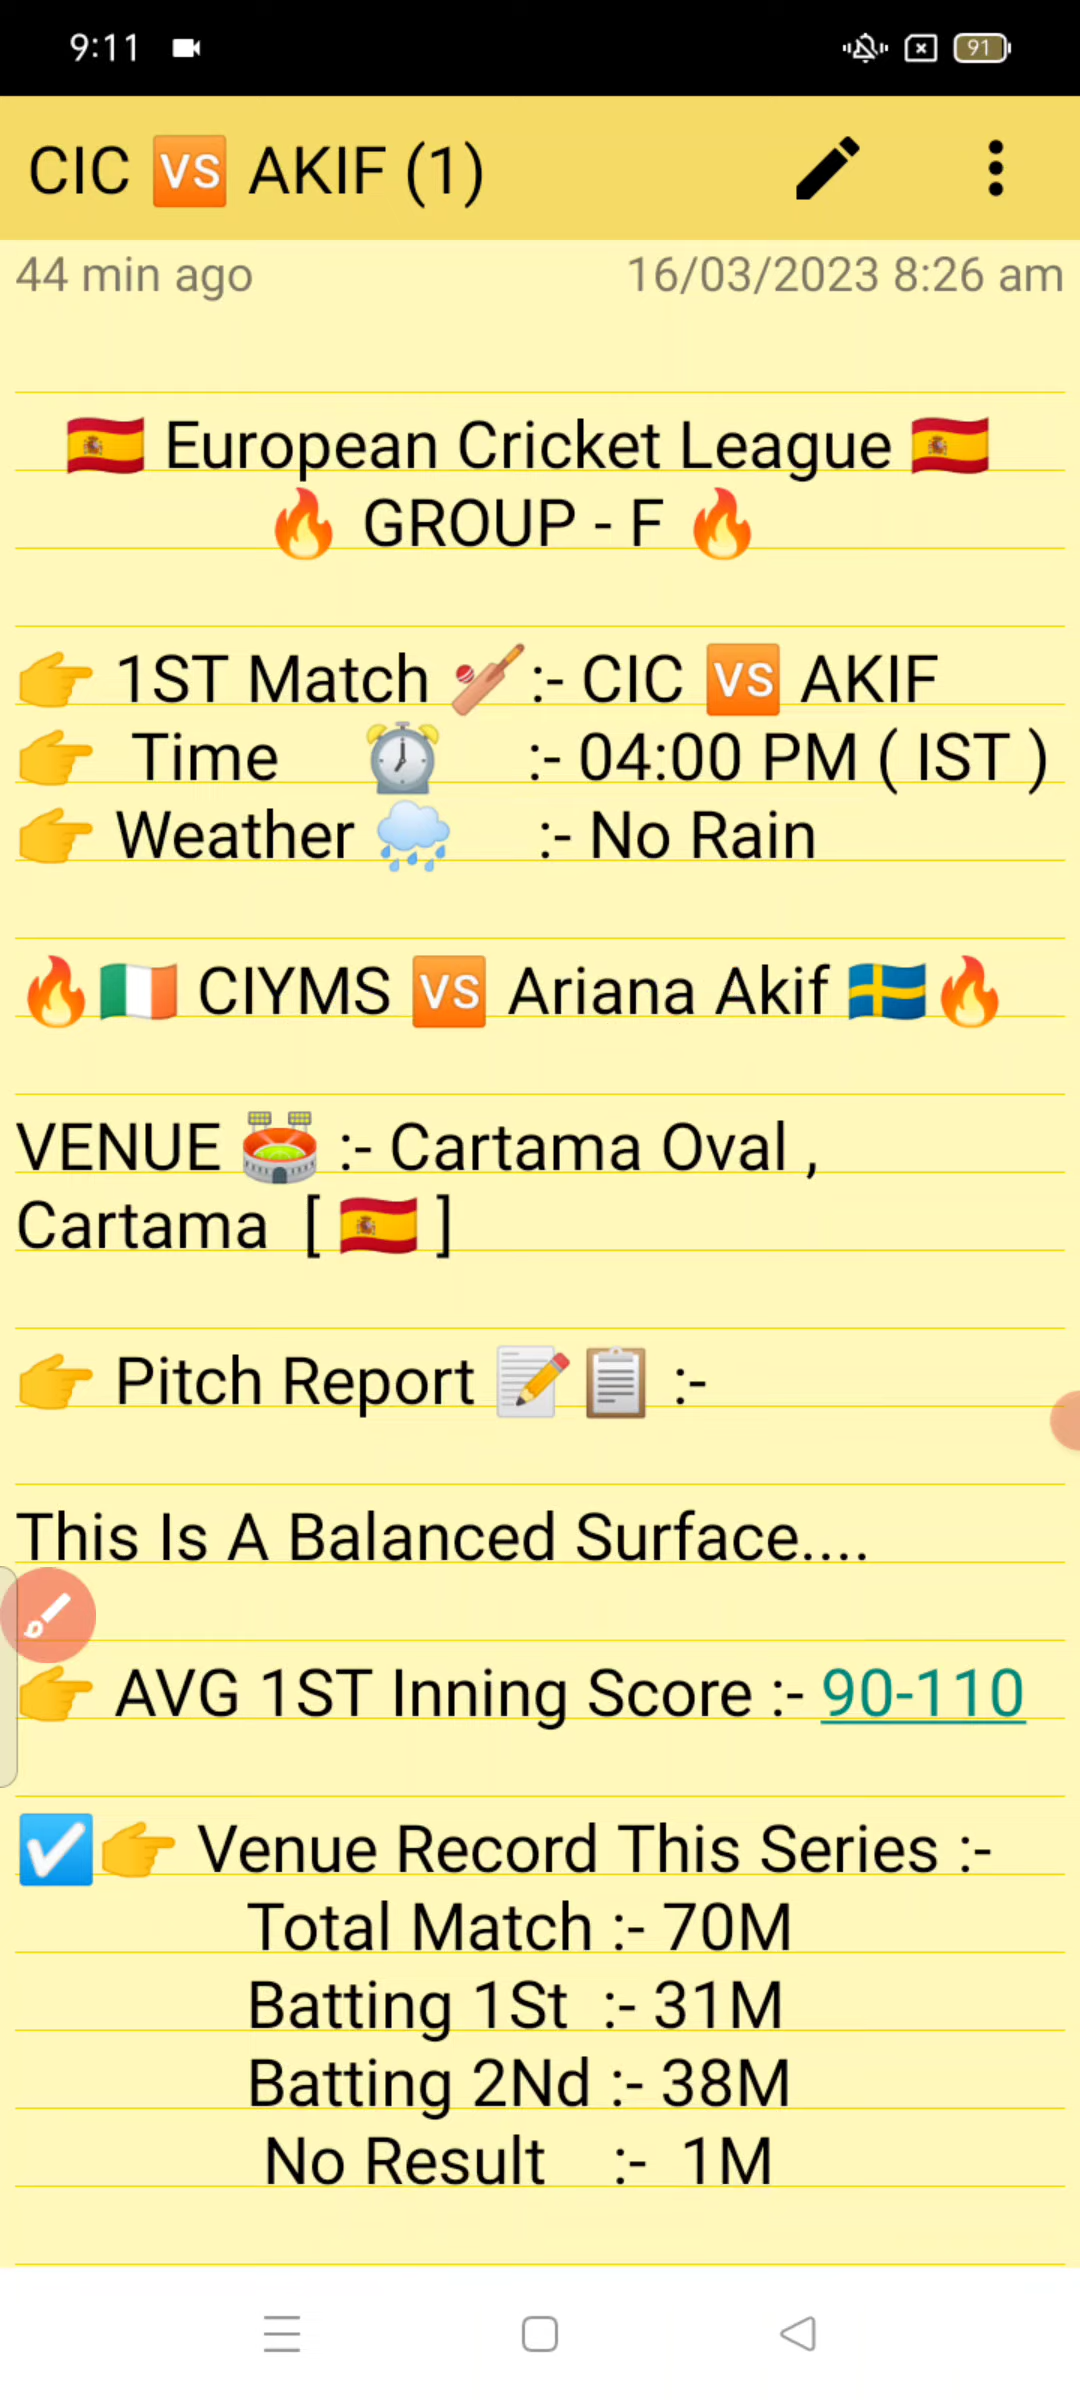 9:11
91
CIC 🆚 AKIF (1)
44 min ago 16/03/2023 8:26 am
🇪🇸 European Cricket League 🇪🇸
🔥 GROUP - F 🔥
👉 1ST Match 🏏 :- CIC 🆚 AKIF
👉 Time ⏰ :- 04:00 PM ( IST )
👉 Weather 🌧️ :- No Rain
🔥🇮🇪 CIYMS 🆚 Ariana Akif 🇸🇪🔥
VENUE 🏟️ :- Cartama Oval ,
Cartama [ 🇪🇸 ]
👉 Pitch Report 📝📋 :-
This Is A Balanced Surface....
👉 AVG 1ST Inning Score :- 90-110
☑️👉 Venue Record This Series :-
Total Match :- 70M
Batting 1St :- 31M
Batting 2Nd :- 38M
No Result :- 1M